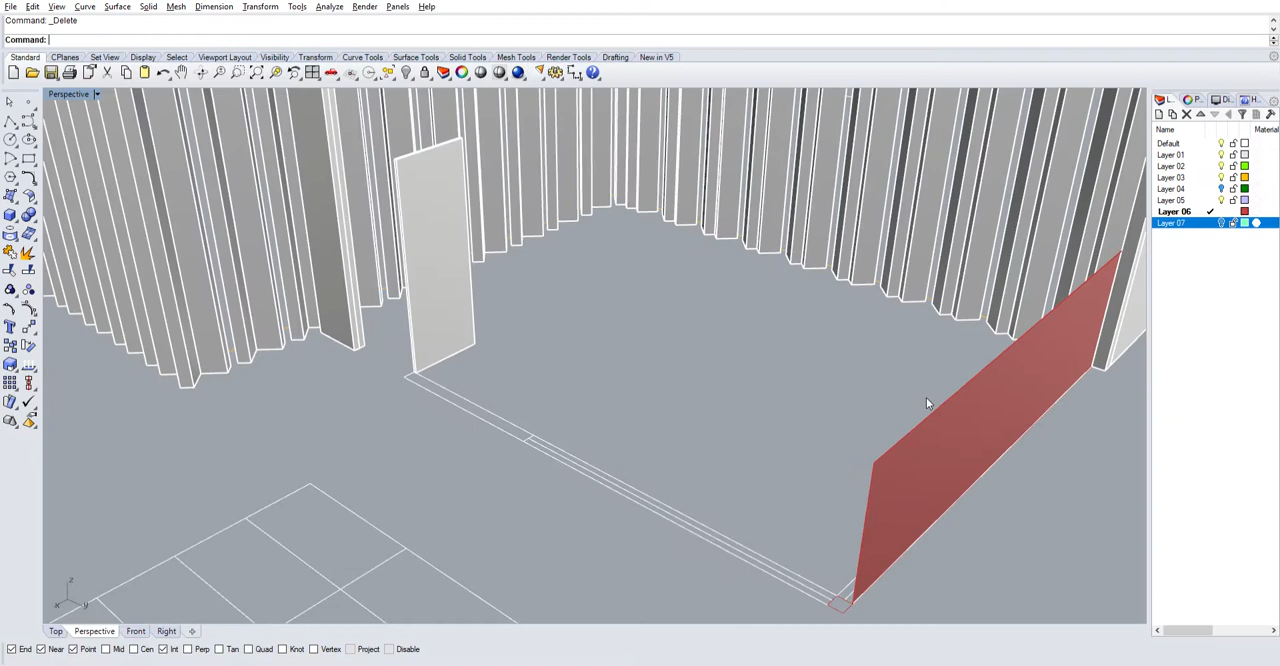 File Edit View Curve Surface Solid Mesh Dimension Transform Tools Analyze Render Panels Help
Command: _Delete
Command:
Standard CPlanes Set View Display Select Viewport Layout Visibility Transform Curve Tools Surface Tools Solid Tools Mesh Tools Render Tools Drafting New in V5
Perspective
L... P... Di... H...
Name Material
Default
Layer 01
Layer 02
Layer 03
Layer 04
Layer 05
Layer 06
Layer 07
z
x y
Top Perspective Front Right
End Near Point Mid Cen Int Perp Tan Quad Knot Vertex Project Disable